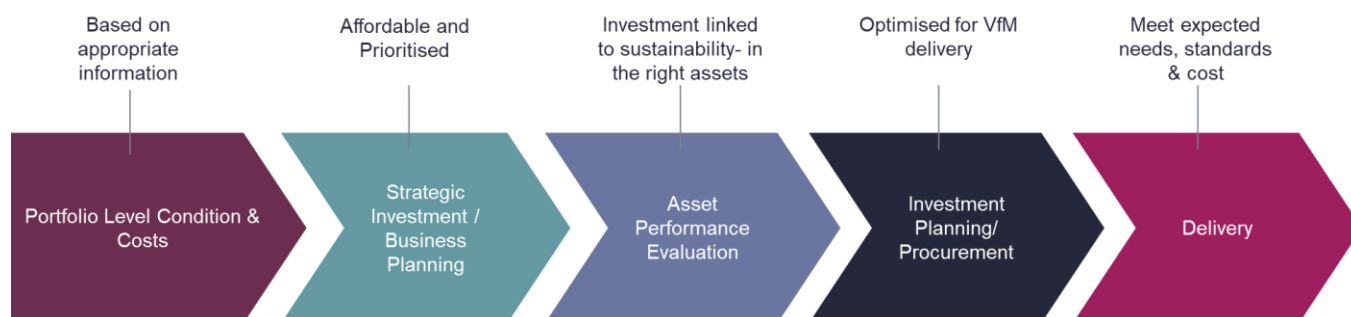 Based on
appropriate
information
Affordable and
Prioritised
Investment linked
to sustainability- in
the right assets
Optimised for VfM
delivery
Meet expected
needs, standards
& cost
Portfolio Level Condition &
Costs
Strategic
Investment /
Business
Planning
Asset
Performance
Evaluation
Investment
Planning/
Procurement
Delivery